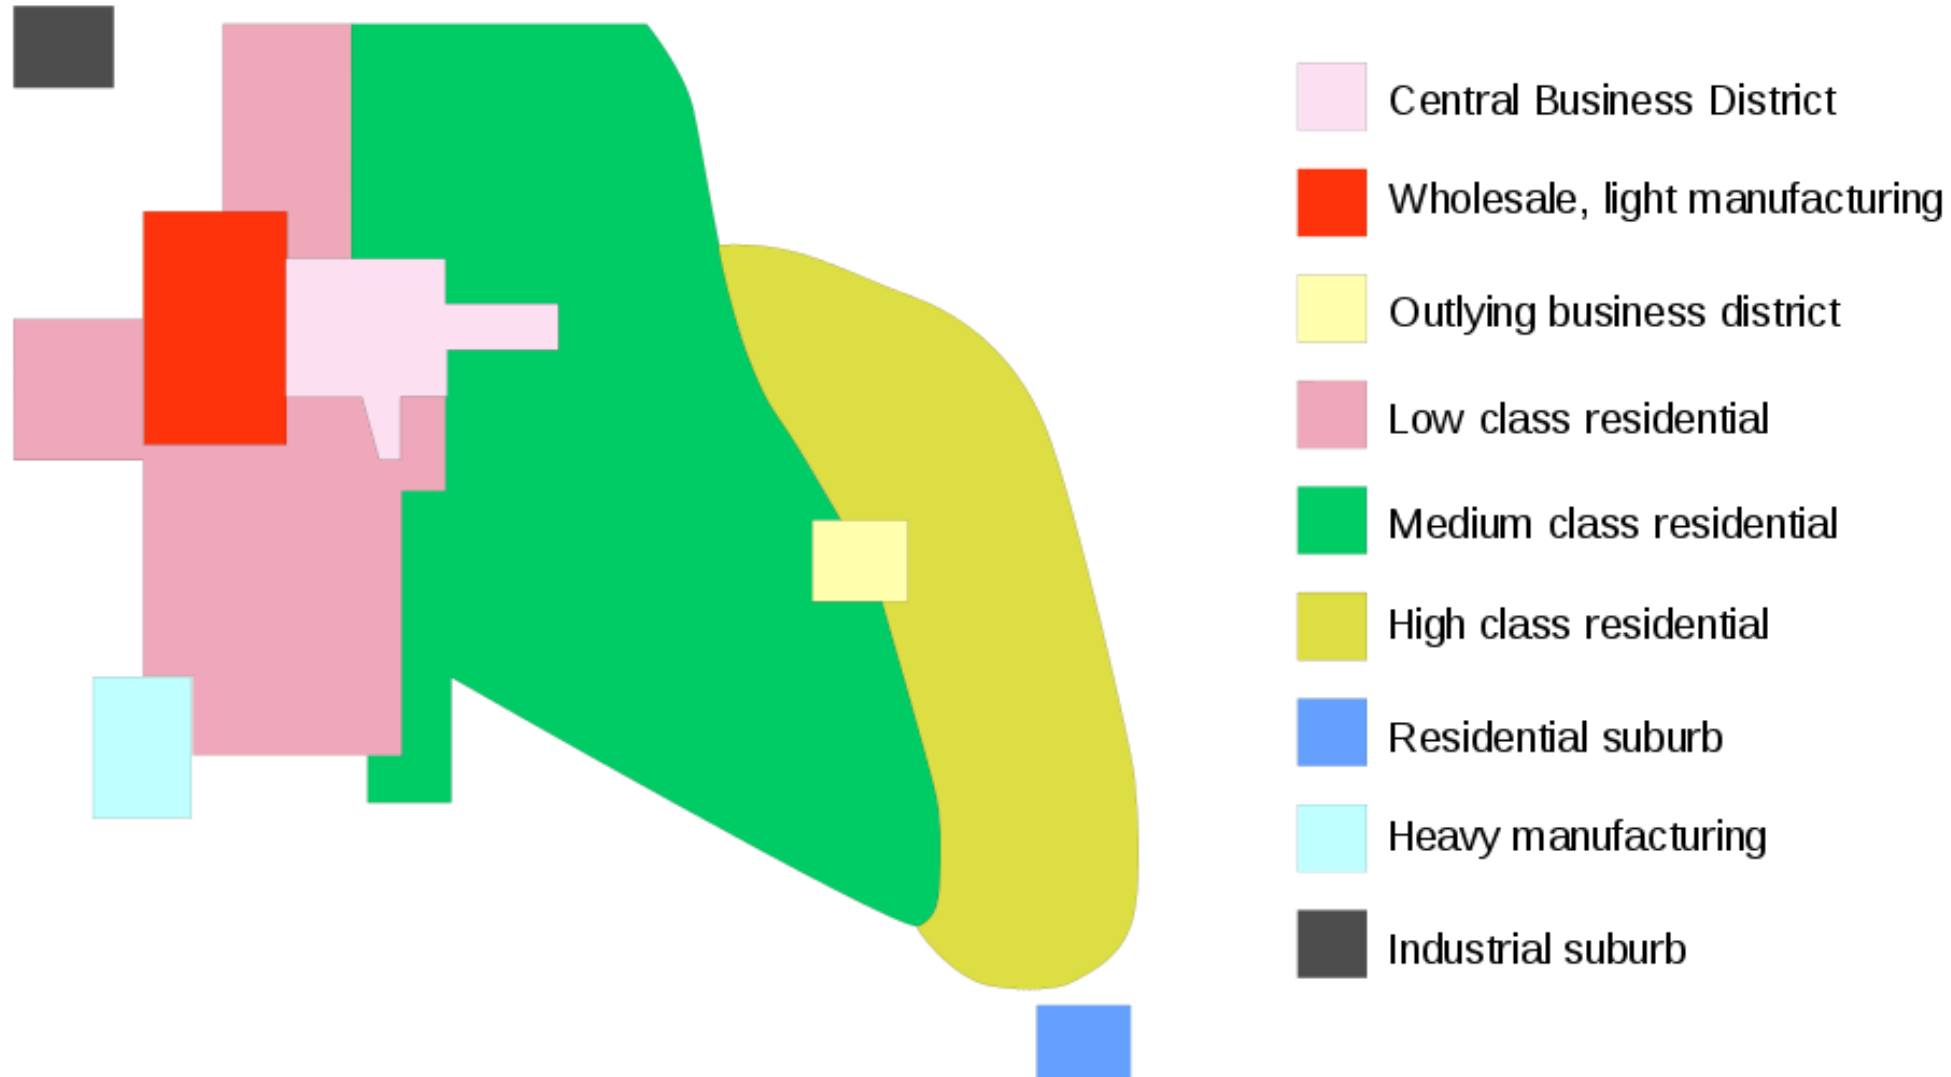 Central Business District
Wholesale, light manufacturing
Outlying business district
Low class residential
Medium class residential
High class residential
Residential suburb
Heavy manufacturing
Industrial suburb